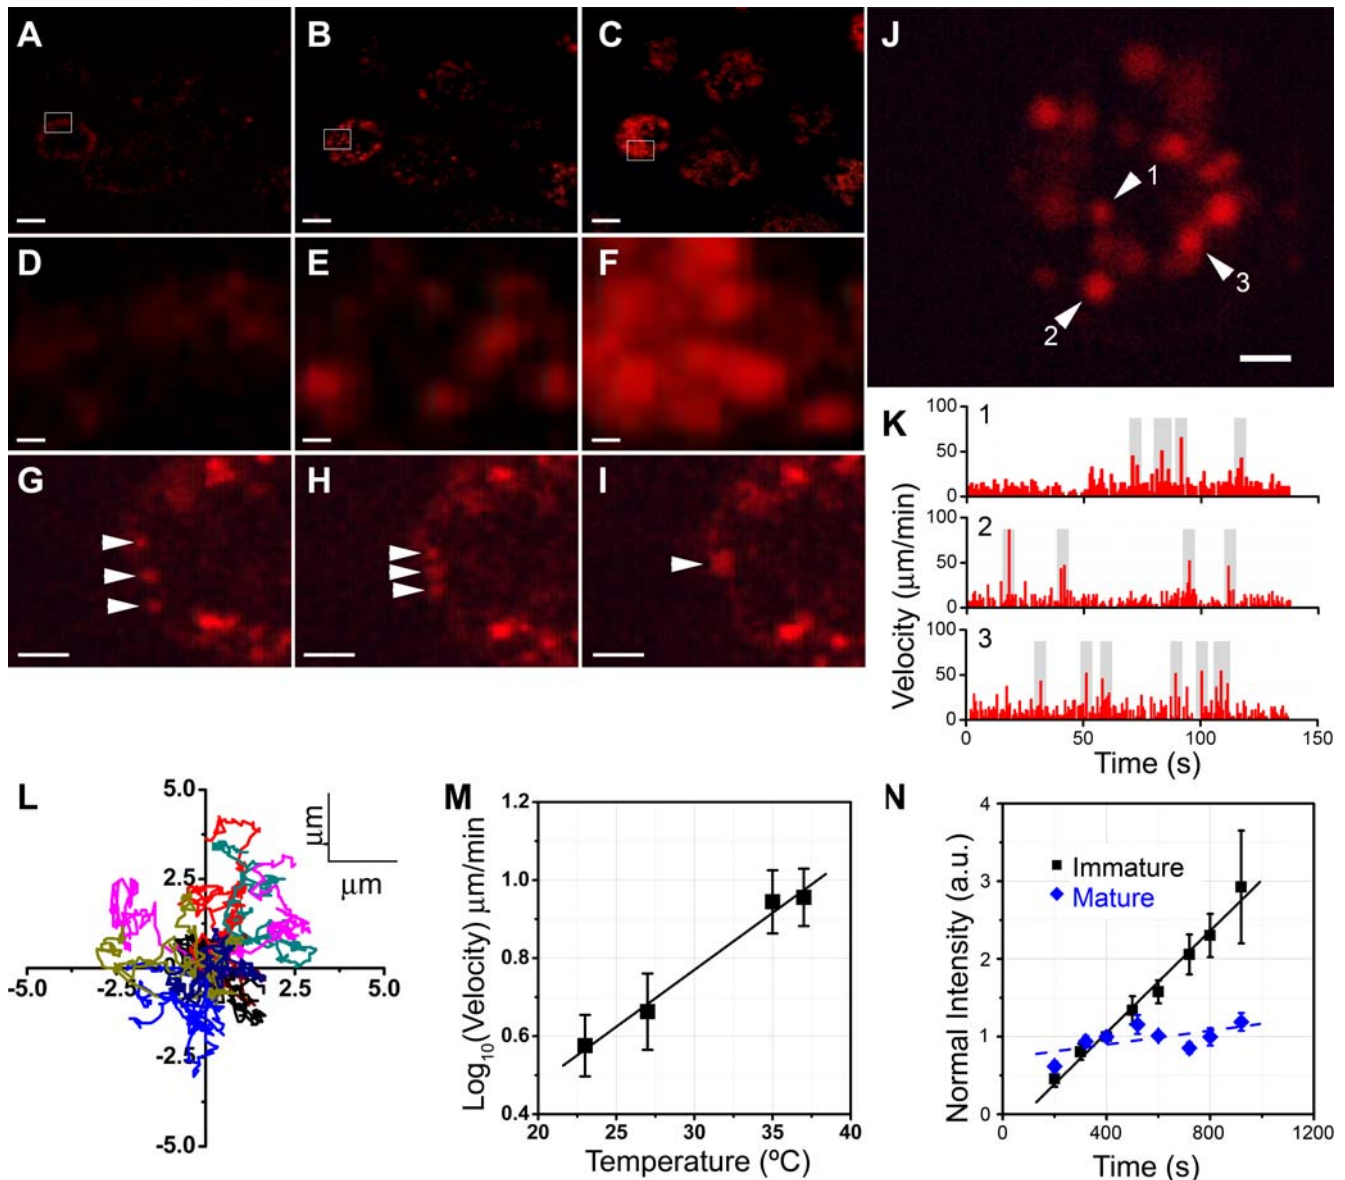 A
B
C
J
1
2
3
D
E
F
G
H
I
K
Velocity (µm/min)
100
50
0
1
100
50
0
2
100
50
0
3
0
50
100
150
Time (s)
L
5.0
2.5
-5.0
-2.5
0
2.5
5.0
-2.5
-5.0
µm
µm
M
Log10(Velocity) µm/min
1.2
1.0
0.8
0.6
0.4
20
25
30
35
40
Temperature (ºC)
N
Normal Intensity (a.u.)
4
3
2
1
0
Immature
Mature
0
400
800
1200
Time (s)